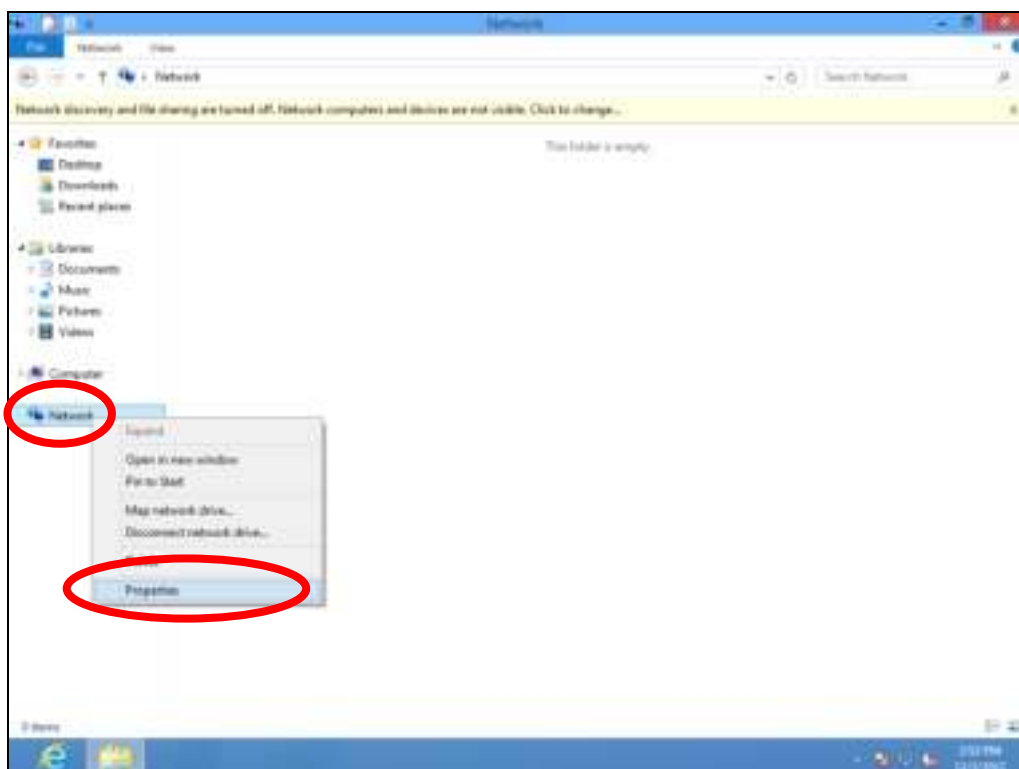 Network
File Network View
Network
Search Network
Network discovery and file sharing are turned off. Network computers and devices are not visible. Click to change...
This folder is empty.
Favorites
Desktop
Downloads
Recent places
Libraries
Documents
Music
Pictures
Videos
Computer
Network
Expand
Open in new window
Pin to Start
Map network drive...
Disconnect network drive...
Properties
0 items